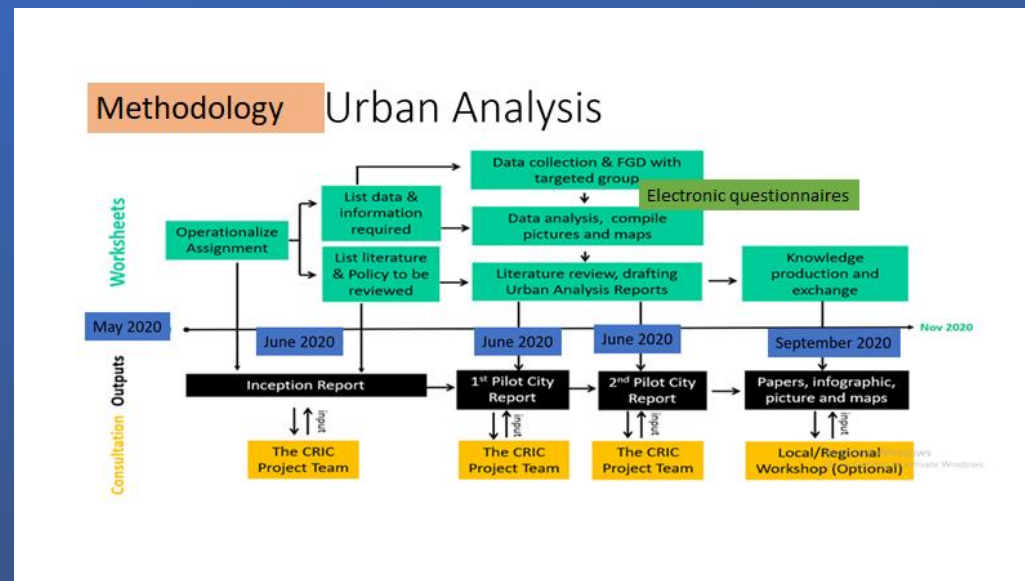 Methodology Urban Analysis
Data collection & FGD with
targeted group
Electronic questionnaires
List data &
information
required
Operationalize
Assignment
Data analysis, compile
pictures and maps
List literature
& Policy to be
reviewed
Literature review, drafting
Urban Analysis Reports
Knowledge
production and
exchange
Worksheets
May 2020
June 2020
June 2020
June 2020
September 2020
Nov 2020
Outputs
Inception Report
1st Pilot City
Report
2nd Pilot City
Report
Papers, infographic,
picture and maps
input
input
input
input
Consultation
The CRIC
Project Team
The CRIC
Project Team
The CRIC
Project Team
Local/Regional
Workshop (Optional)
Windows.